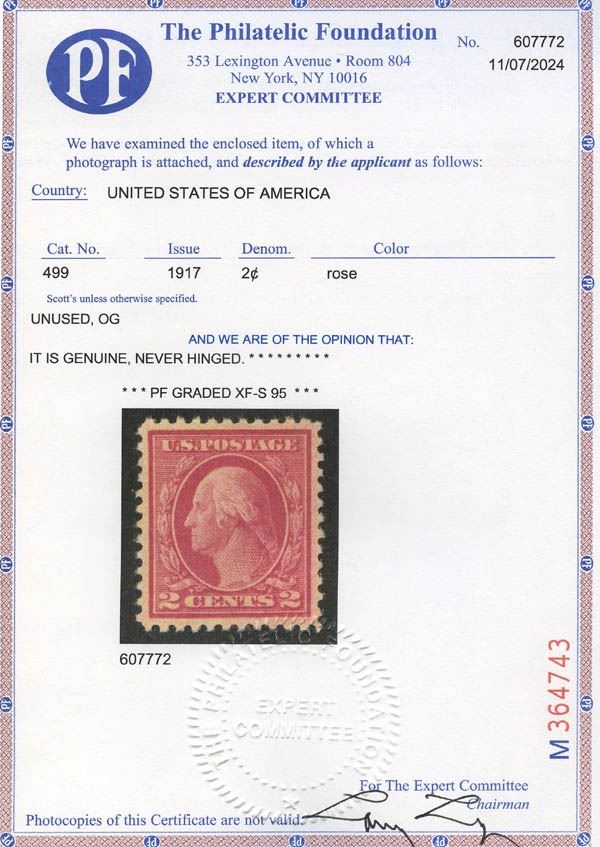 PF
The Philatelic Foundation
353 Lexington Avenue • Room 804
New York, NY 10016
EXPERT COMMITTEE
No. 607772
11/07/2024
We have examined the enclosed item, of which a
photograph is attached, and described by the applicant as follows:
Country: UNITED STATES OF AMERICA
Cat. No. Issue Denom. Color
499 1917 2¢ rose
Scott's unless otherwise specified.
UNUSED, OG
AND WE ARE OF THE OPINION THAT:
IT IS GENUINE, NEVER HINGED. * * * * * * * * *
* * * PF GRADED XF-S 95 * * *
U.S. POSTAGE
2 CENTS 2
607772
THE PHILATELIC FOUNDATION
EXPERT
COMMITTEE
M 364743
For The Expert Committee
Chairman
Photocopies of this Certificate are not valid.